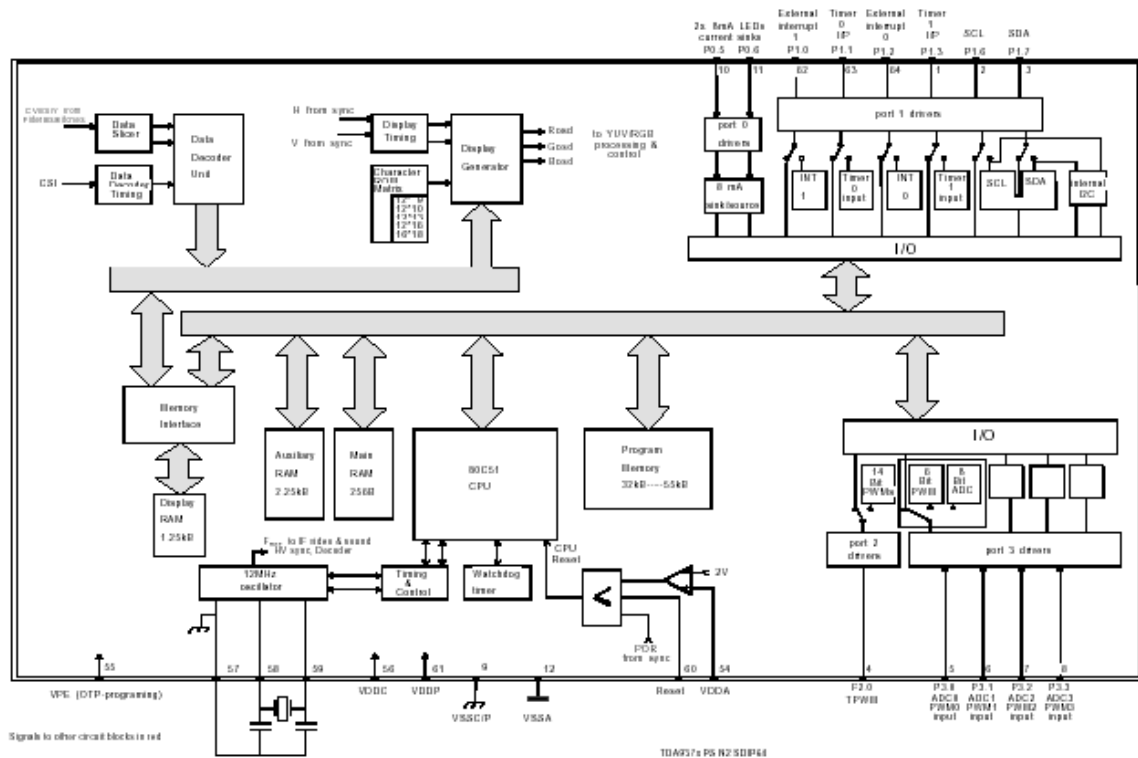 2x 8mA LEDs
current sinks
P0.5 P0.6
External
interrupt
1
P1.0
Timer
0
I/P
P1.1
External
interrupt
0
P1.2
Timer
1
I/P
P1.3
SCL
P1.6
SDA
P1.7
10 11 62 63 64 1 2 3
from
Data
Slicer
Data
Decoder
Unit
CSI
Data
Decoder
Timing
H from sync
V from sync
Display
Timing
Display
Generator
Character
Matrix
12*10
12*16
16*18
to YUV/RGB
processing &
control
port 0
drivers
8 mA
sink/source
port 1 drivers
INT
1
Timer
0
input
INT
0
Timer
1
input
SCL SDA
internal
I2C
I/O
Memory
Interface
Display
RAM
1.25kB
Auxiliary
RAM
2.25kB
Main
RAM
256B
80C51
CPU
Program
Memory
32kB-----55kB
I/O
14
Bit
PWMs
6
Bit
PWM
8
Bit
ADC
port 2
drivers
port 3 drivers
to IF video & sound
HV sync, Decoder
12MHz
oscillator
Timing
&
Control
Watchdog
timer
CPU
Reset
<
2V
POR
from sync
55 57 58 59 56 61 9 12 60 54 4 5 6 7 8
VPE (OTP-programing)
VDDC
VDDP
VSSC/P
VSSA
Reset
VDDA
P2.0
TPWM
P3.0
ADC0
PWM0
input
P3.1
ADC1
PWM1
input
P3.2
ADC2
PWM2
input
P3.3
ADC3
PWM3
input
Signals to other circuit blocks in red
TDA957x PS N2 SDIP64